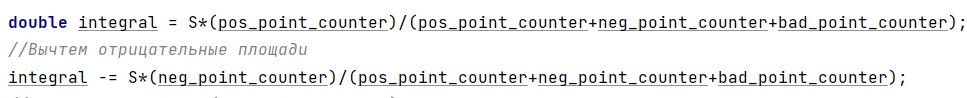 double integral = S*(pos_point_counter)/(pos_point_counter+neg_point_counter+bad_point_counter);
//Вычтем отрицательные площади
integral -= S*(neg_point_counter)/(pos_point_counter+neg_point_counter+bad_point_counter);